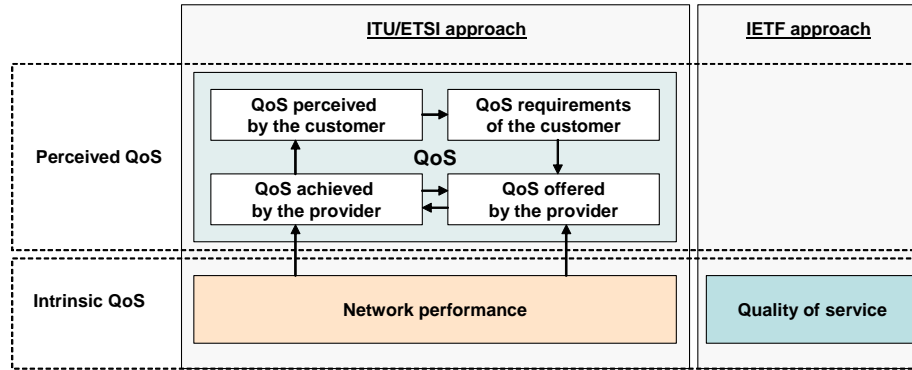 ITU/ETSI approach
IETF approach
Perceived QoS
QoS perceived
by the customer
QoS requirements
of the customer
QoS
QoS achieved
by the provider
QoS offered
by the provider
Intrinsic QoS
Network performance
Quality of service